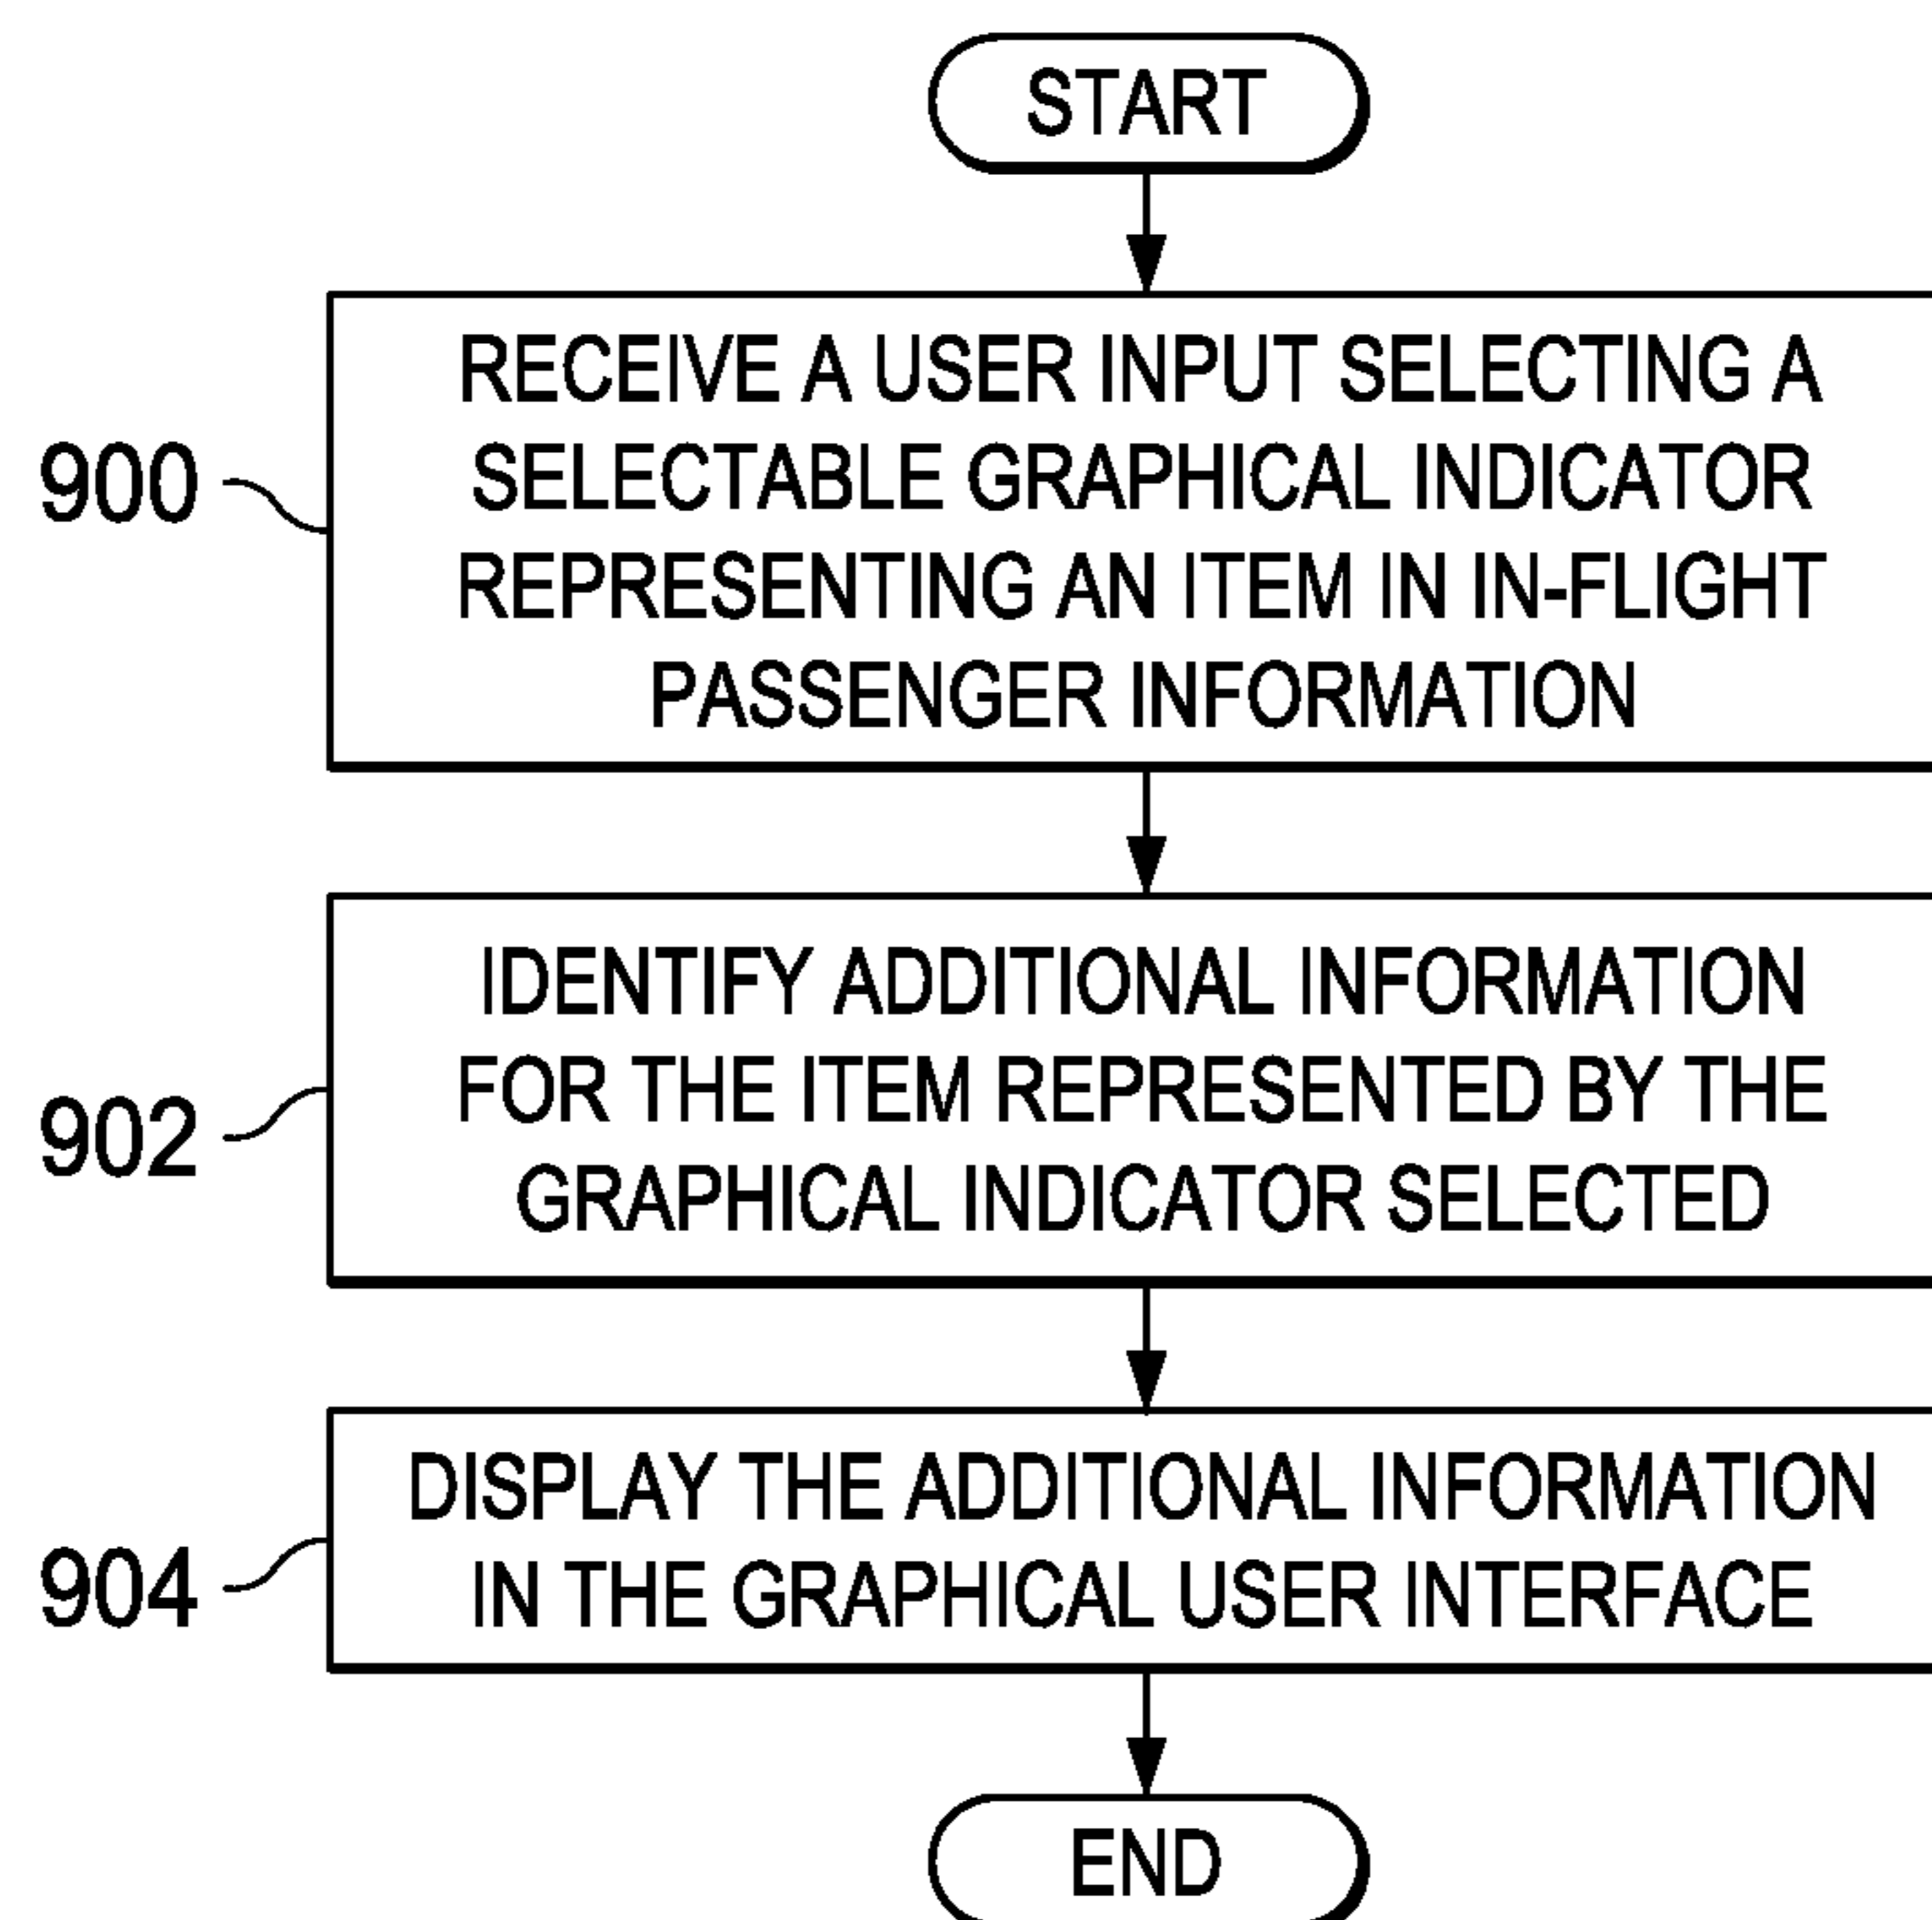 START
900
RECEIVE A USER INPUT SELECTING A
SELECTABLE GRAPHICAL INDICATOR
REPRESENTING AN ITEM IN IN-FLIGHT
PASSENGER INFORMATION
902
IDENTIFY ADDITIONAL INFORMATION
FOR THE ITEM REPRESENTED BY THE
GRAPHICAL INDICATOR SELECTED
904
DISPLAY THE ADDITIONAL INFORMATION
IN THE GRAPHICAL USER INTERFACE
END